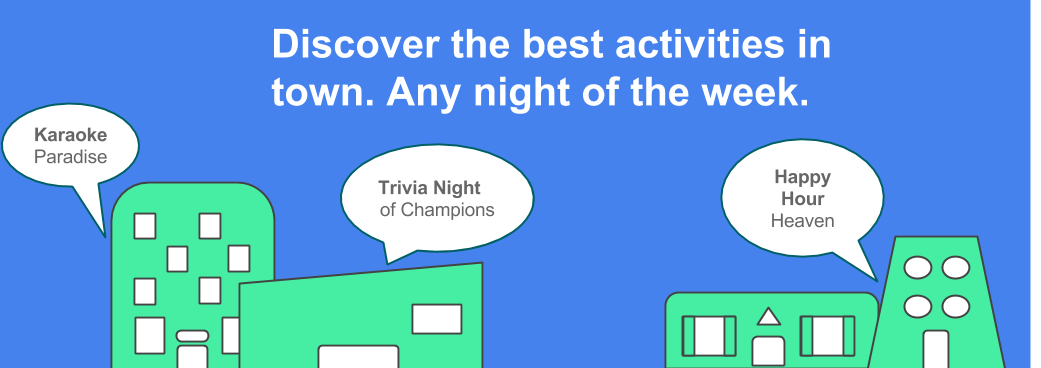 Discover the best activities in
town. Any night of the week.
Karaoke
Paradise
Trivia Night
of Champions
Happy
Hour
Heaven